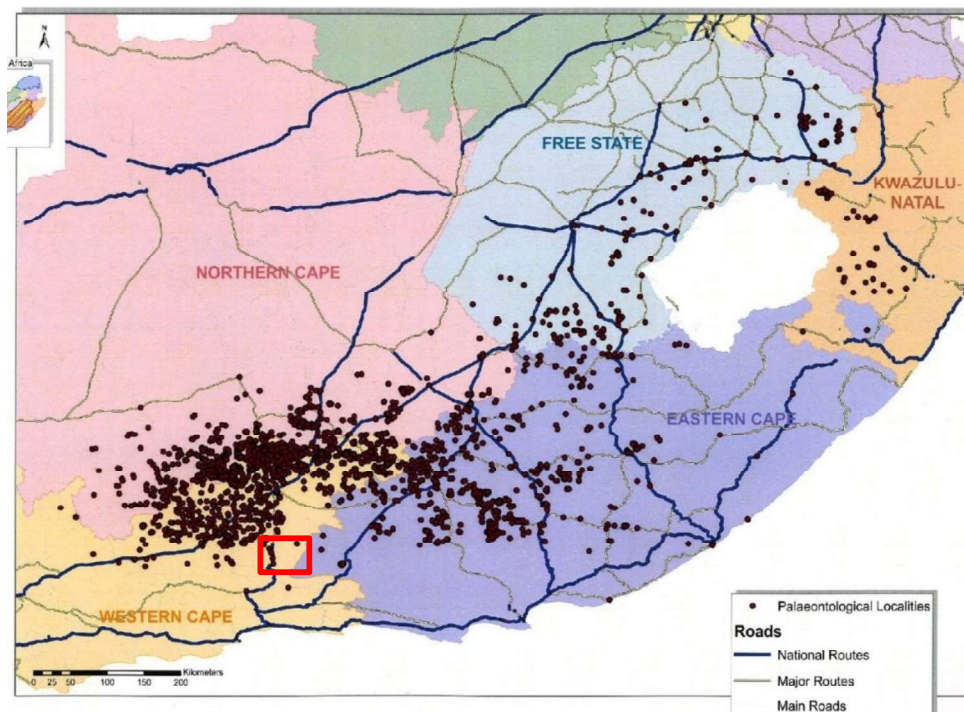 N
Africa
FREE STATE
KWAZULU-
NATAL
NORTHERN CAPE
EASTERN CAPE
WESTERN CAPE
Kilometers
0 25 50 100 150 200
Palaeontological Localities
Roads
National Routes
Major Routes
Main Roads